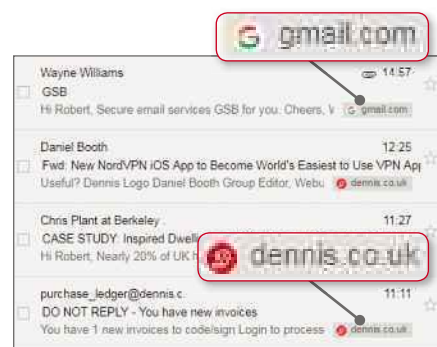 gmail.com
Wayne Williams 14:57
GSB
Hi Robert, Secure email services GSB for you. Cheers, W gmail.com
Daniel Booth 12:25
Fwd: New NordVPN iOS App to Become World's Easiest to Use VPN App
Useful? Dennis Logo Daniel Booth Group Editor, Webu dennis.co.uk
Chris Plant at Berkeley . 11:27
CASE STUDY: Inspired Dwell
Hi Robert, Nearly 20% of UK h
dennis.co.uk
purchase_ledger@dennis.c. 11:11
DO NOT REPLY - You have new invoices
You have 1 new invoices to code/sign Login to process dennis.co.uk